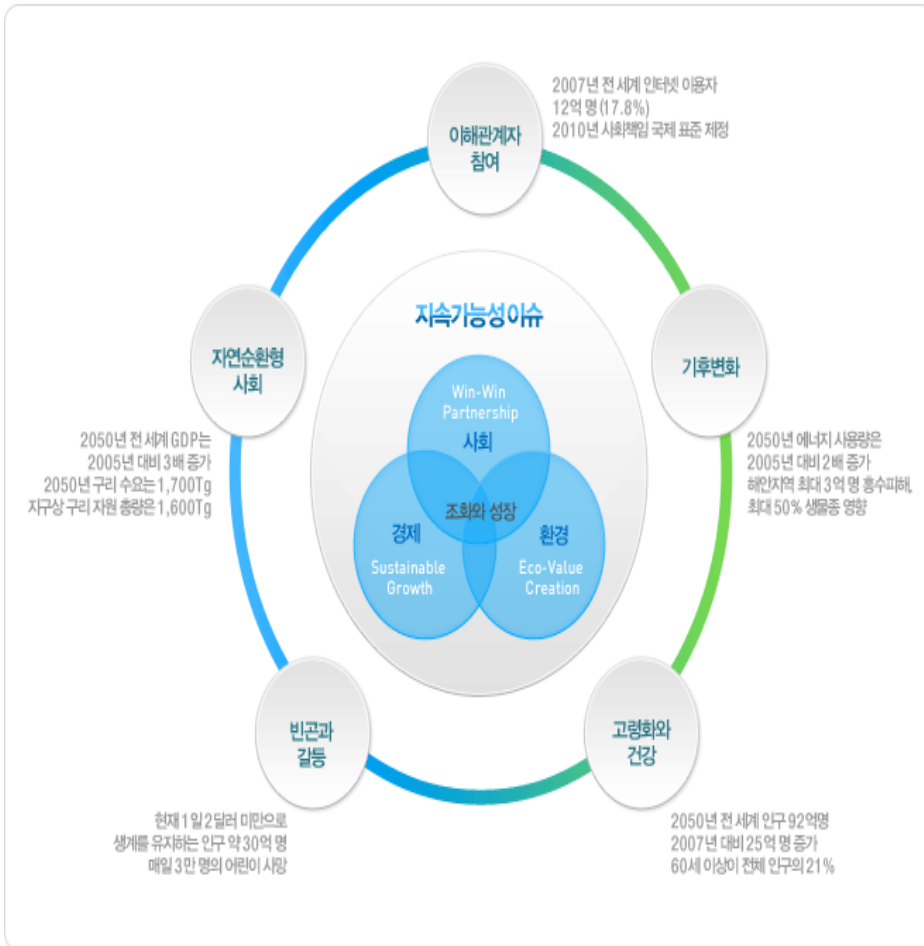 2007년 전 세계 인터넷 이용자
12억 명 (17.8%)
2010년 사회책임 국제 표준 제정
이해관계자
참여
지속가능성 이슈
자연순환형
사회
기후변화
Win-Win
Partnership
사회
2050년 전 세계 GDP는
2005년 대비 3배 증가
2050년 구리 수요는 1,700Tg
지구상 구리 자원 총량은 1,600Tg
2050년 에너지 사용량은
2005년 대비 2배 증가
해안지역 최대 3억 명 홍수피해,
최대 50% 생물종 영향
조화와 성장
경제
Sustainable
Growth
환경
Eco-Value
Creation
빈곤과
갈등
고령화와
건강
현재 1일 2달러 미만으로
생계를 유지하는 인구 약 30억 명
매일 3만 명의 어린이 사망
2050년 전 세계 인구 92억명
2007년 대비 25억 명 증가
60세 이상이 전체 인구의 21%